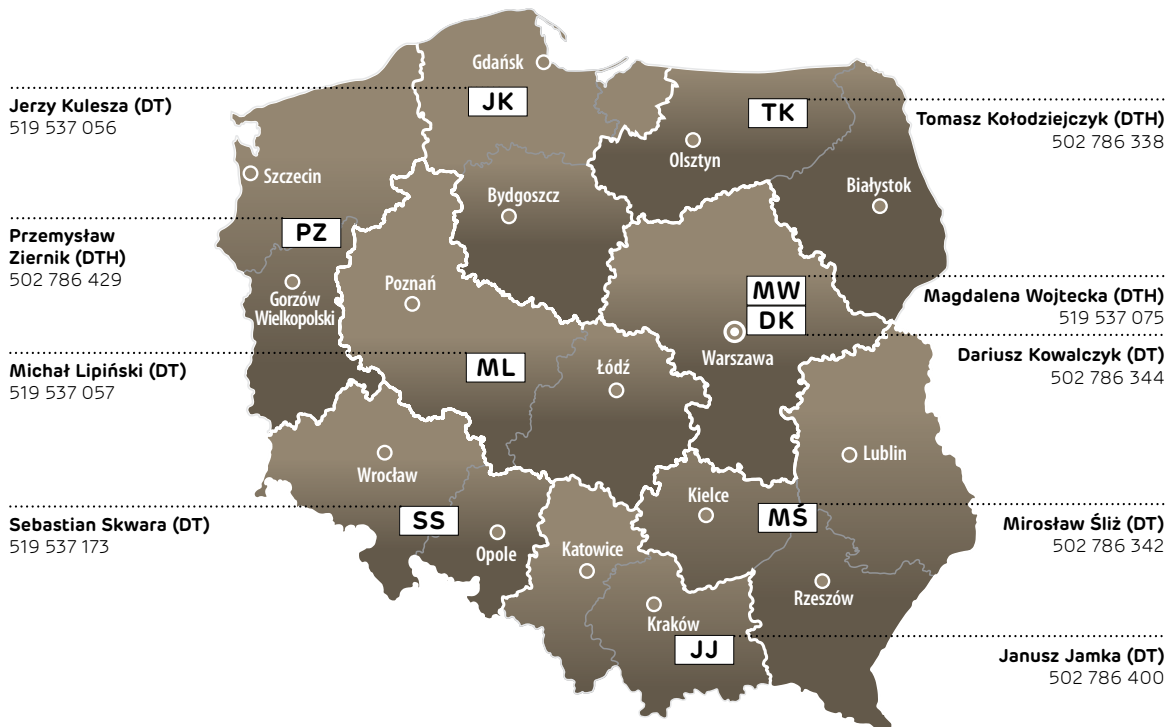 Jerzy Kulesza (DT)
519 537 056
Przemysław
Ziernik (DTH)
502 786 429
Michał Lipiński (DT)
519 537 057
Sebastian Skwara (DT)
519 537 173
Gdańsk
JK
TK
Olsztyn
Szczecin
Bydgoszcz
Białystok
PZ
Gorzów
Wielkopolski
Poznań
MW
DK
Warszawa
ML
Łódź
Wrocław
Lublin
SS
Opole
Kielce
MŚ
Katowice
Kraków
Rzeszów
JJ
Tomasz Kołodziejczyk (DTH)
502 786 338
Magdalena Wojtecka (DTH)
519 537 075
Dariusz Kowalczyk (DT)
502 786 344
Mirosław Śliż (DT)
502 786 342
Janusz Jamka (DT)
502 786 400